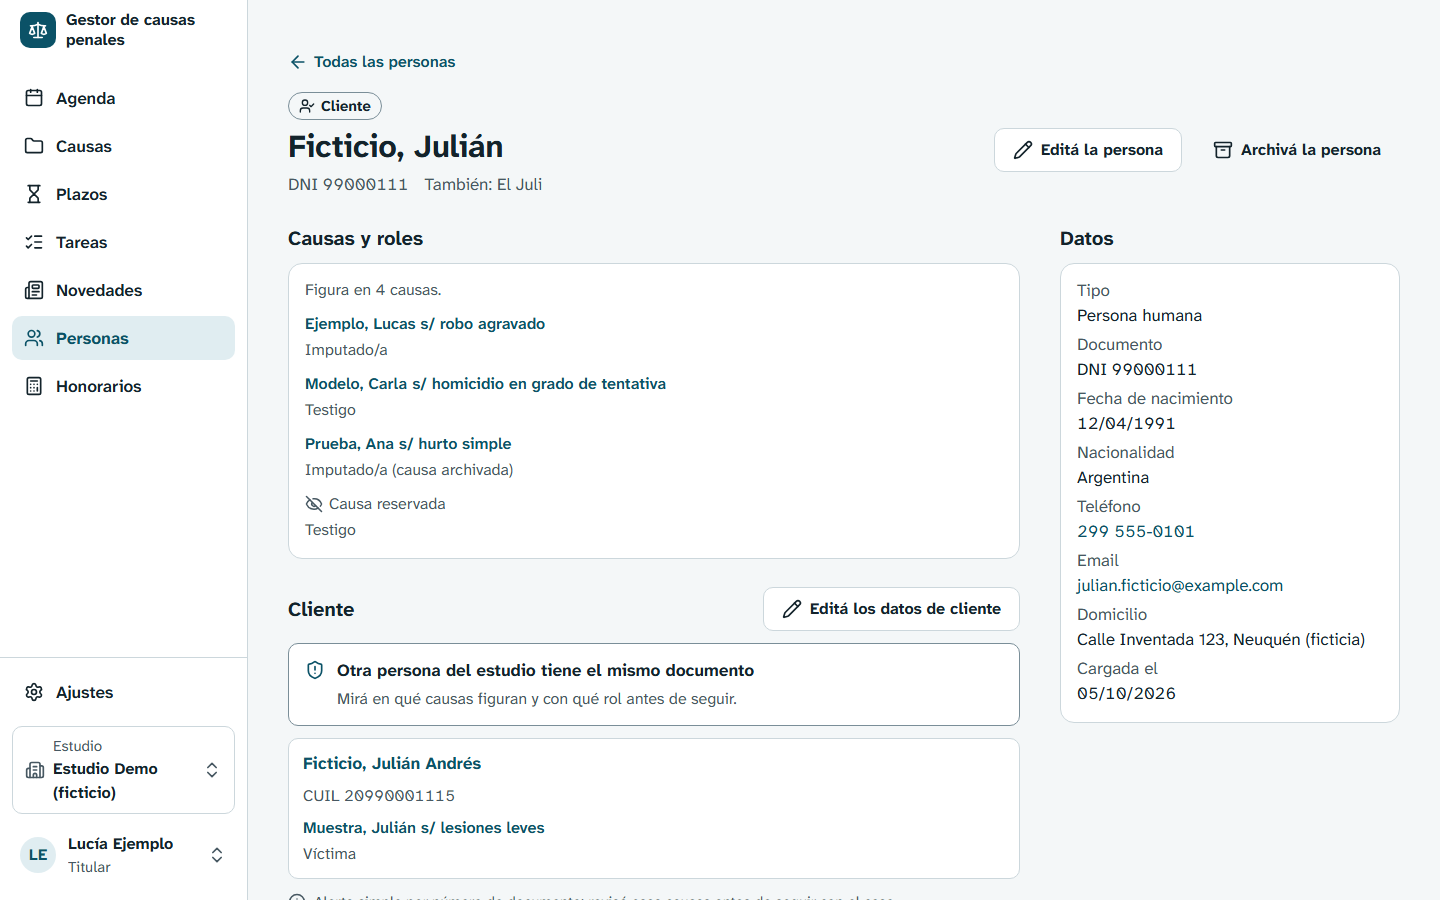 Gestor de causas
penales
Agenda
Causas
Plazos
Tareas
Novedades
Personas
Honorarios
Ajustes
Estudio
Estudio Demo
(ficticio)
LE
Lucía Ejemplo
Titular
Todas las personas
Cliente
Ficticio, Julián
DNI 99000111 También: El Juli
Editá la persona
Archivá la persona
Causas y roles
Figura en 4 causas.
Ejemplo, Lucas s/ robo agravado
Imputado/a
Modelo, Carla s/ homicidio en grado de tentativa
Testigo
Prueba, Ana s/ hurto simple
Imputado/a (causa archivada)
Causa reservada
Testigo
Cliente
Editá los datos de cliente
Otra persona del estudio tiene el mismo documento
Mirá en qué causas figuran y con qué rol antes de seguir.
Ficticio, Julián Andrés
CUIL 20990001115
Muestra, Julián s/ lesiones leves
Víctima
Datos
Tipo
Persona humana
Documento
DNI 99000111
Fecha de nacimiento
12/04/1991
Nacionalidad
Argentina
Teléfono
299 555-0101
Email
julian.ficticio@example.com
Domicilio
Calle Inventada 123, Neuquén (ficticia)
Cargada el
05/10/2026